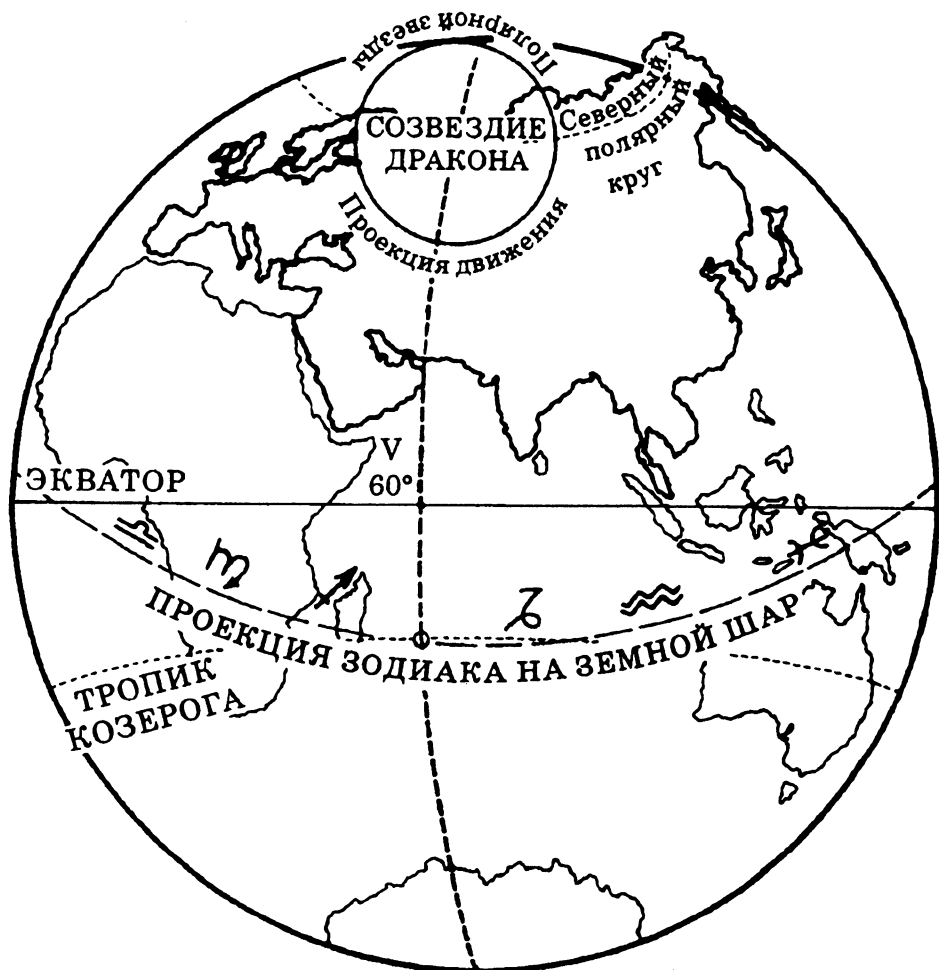 Проекция движения Полярной звезды
СОЗВЕЗДИЕ
ДРАКОНА
Северный
полярный
круг
V
60°
ЭКВАТОР
ПРОЕКЦИЯ ЗОДИАКА НА ЗЕМНОЙ ШАР
ТРОПИК
КОЗЕРОГА